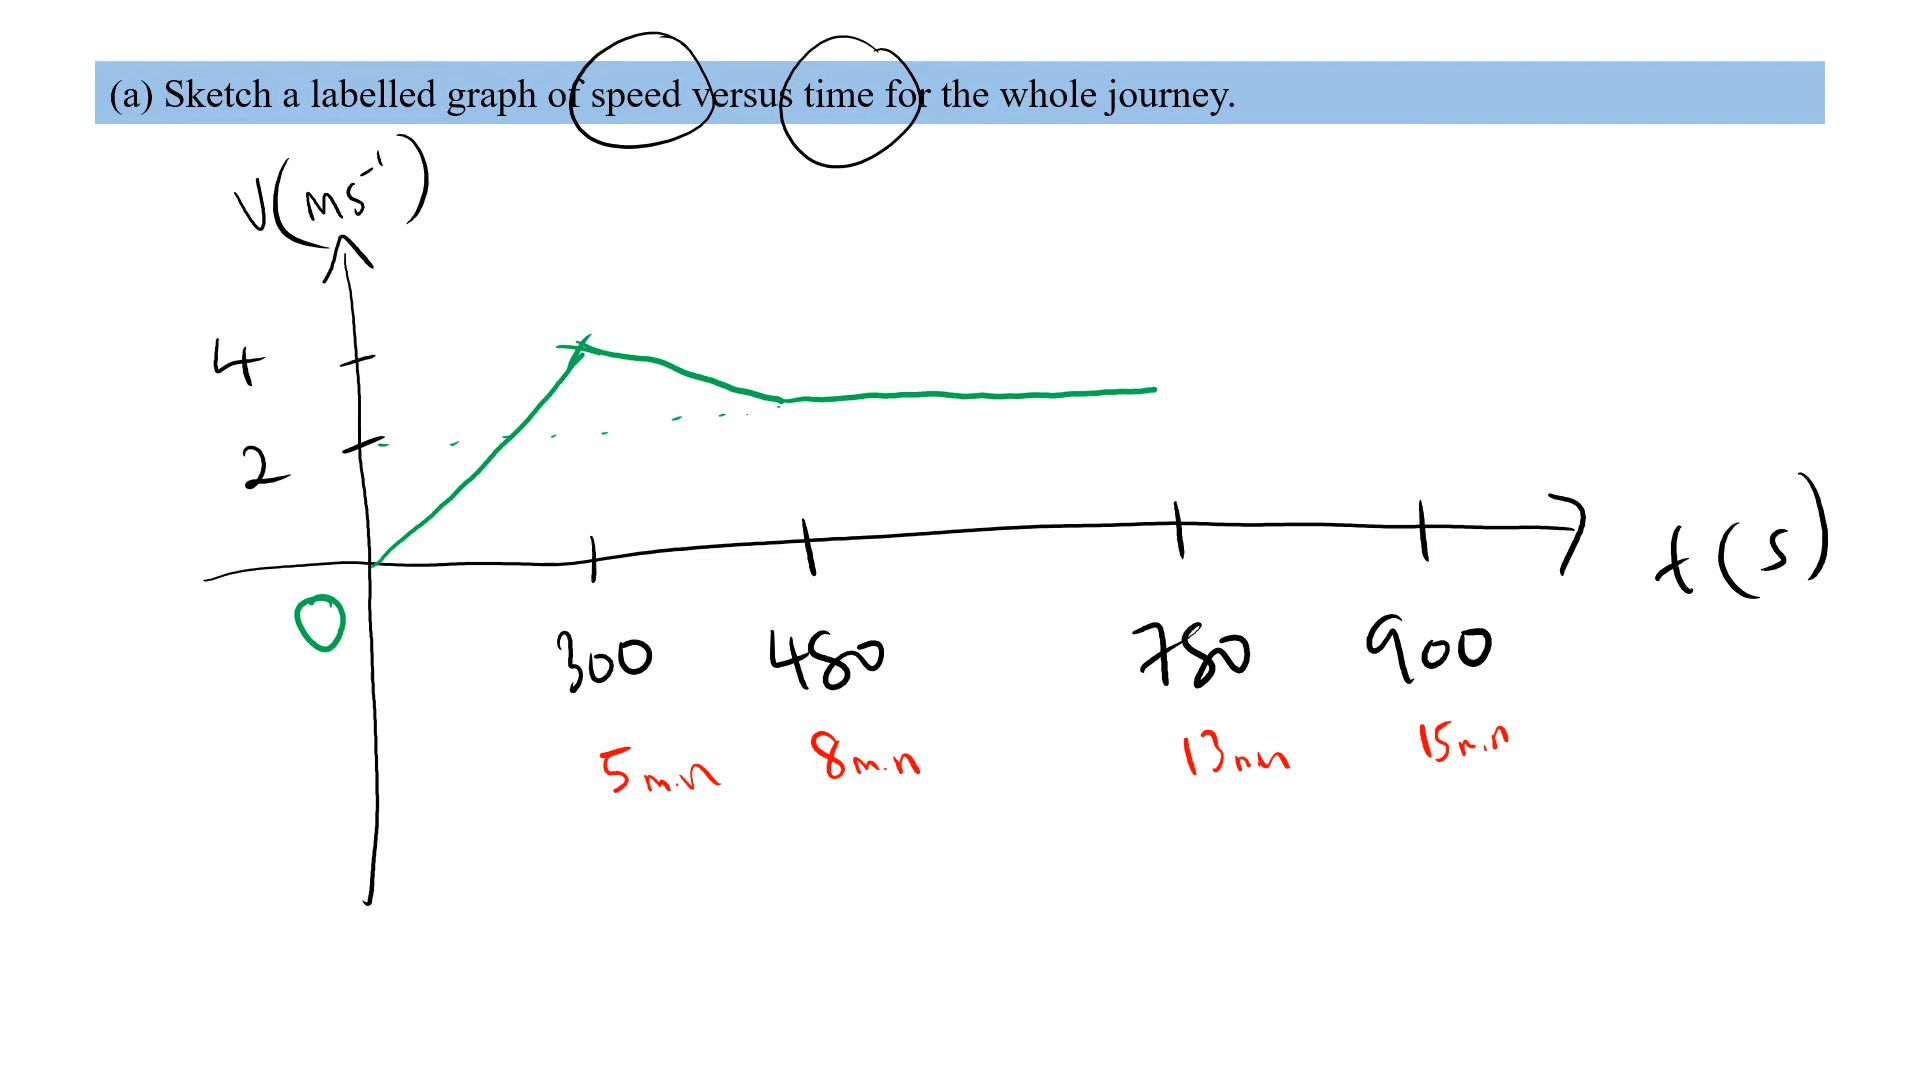 (a) Sketch a labelled graph of speed versus time for the whole journey.
V(ms⁻¹)
4
2
t(s)
0
300 480 780 900
5min 8min 13min 15min